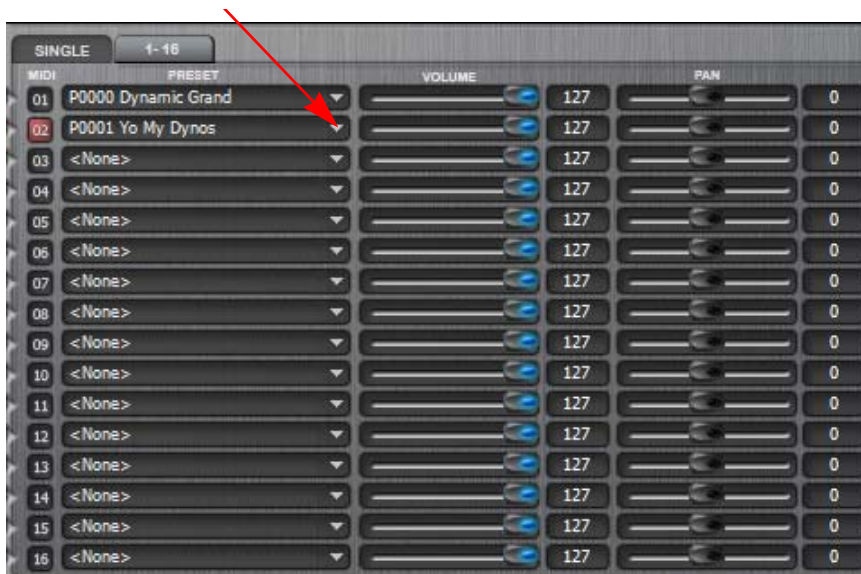 SINGLE 1-16
MIDI PRESET VOLUME PAN
01 P0000 Dynamic Grand 127 0
02 P0001 Yo My Dynos 127 0
03 <None> 127 0
04 <None> 127 0
05 <None> 127 0
06 <None> 127 0
07 <None> 127 0
08 <None> 127 0
09 <None> 127 0
10 <None> 127 0
11 <None> 127 0
12 <None> 127 0
13 <None> 127 0
14 <None> 127 0
15 <None> 127 0
16 <None> 127 0